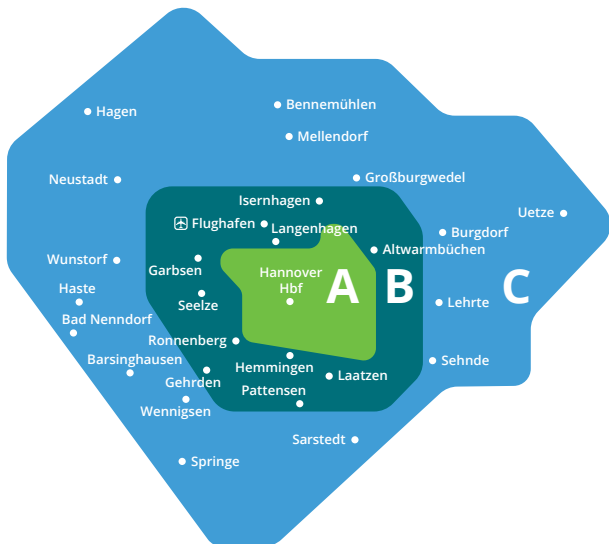 Bennemühlen
Hagen
Mellendorf
Großburgwedel
Neustadt
Isernhagen
Uetze
Flughafen
Langenhagen
Burgdorf
Altwarmbüchen
Wunstorf
Garbsen
Hannover
Hbf
A
B
C
Haste
Seelze
Lehrte
Bad Nenndorf
Ronnenberg
Barsinghausen
Sehnde
Hemmingen
Gehrden
Laatzen
Pattensen
Wennigsen
Sarstedt
Springe